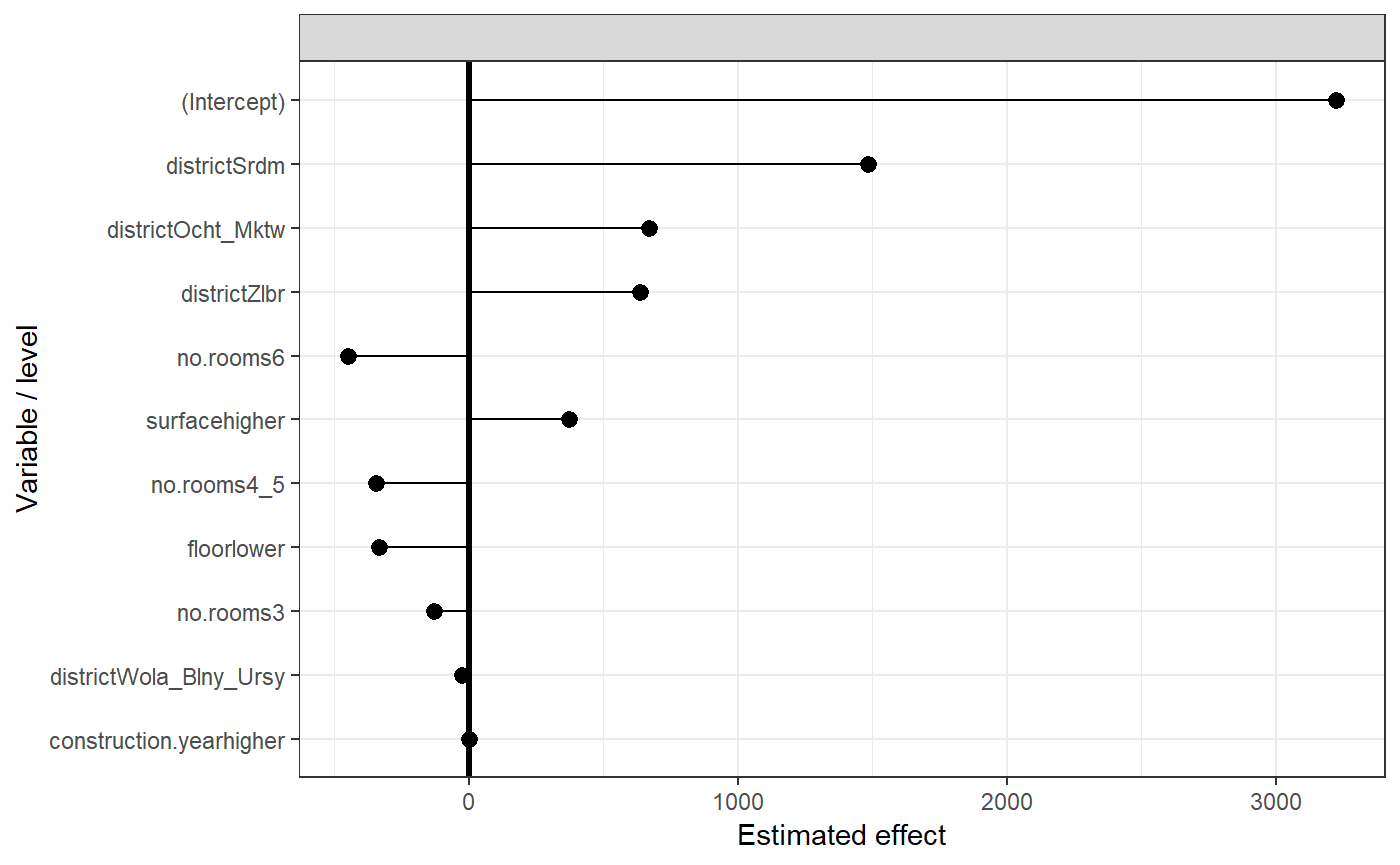 (Intercept)
districtSrdm
districtOcht_Mktw
districtZlbr
no.rooms6
surfacehigher
no.rooms4_5
floorlower
no.rooms3
districtWola_Blny_Ursy
construction.yearhigher
Variable / level
0 1000 2000 3000
Estimated effect